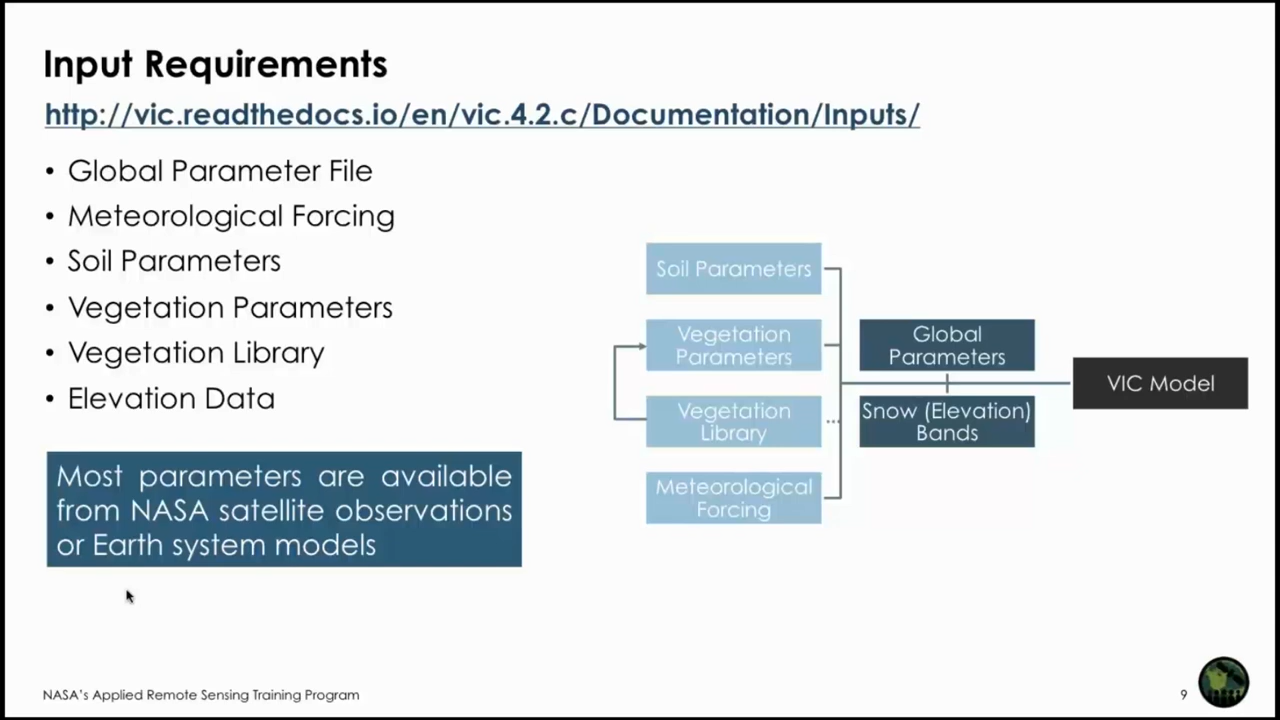 Input Requirements
http://vic.readthedocs.io/en/vic.4.2.c/Documentation/Inputs/
• Global Parameter File
• Meteorological Forcing
• Soil Parameters
• Vegetation Parameters
• Vegetation Library
• Elevation Data
Most parameters are available
from NASA satellite observations
or Earth system models
Soil Parameters
Vegetation
Parameters
Vegetation
Library
...
Meteorological
Forcing
Global
Parameters
Snow (Elevation)
Bands
VIC Model
NASA's Applied Remote Sensing Training Program
9